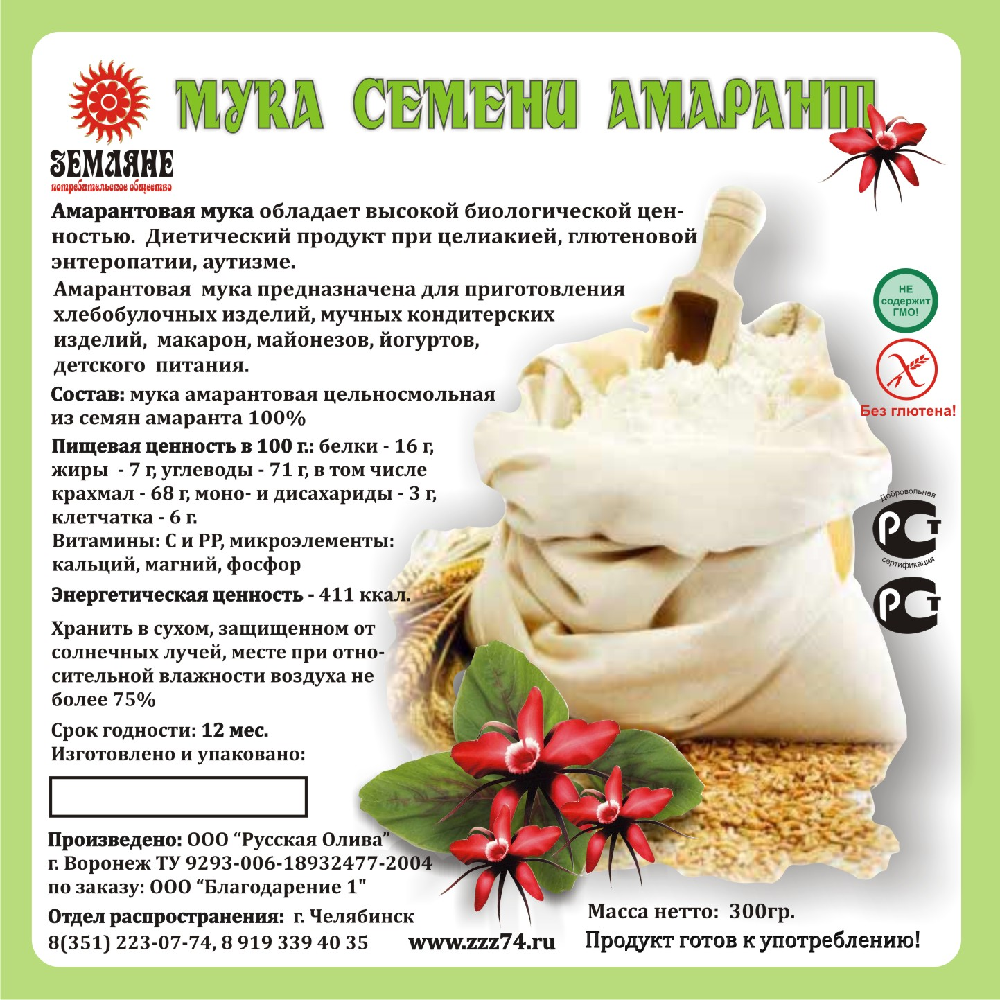 МУКА СЕМЕНИ АМАРАНТ
ЗЕМЛЯНЕ
потребительское общество
Амарантовая мука обладает высокой биологической цен-
ностью. Диетический продукт при целиакией, глютеновой
энтеропатии, аутизме.
Амарантовая мука предназначена для приготовления
хлебобулочных изделий, мучных кондитерских
изделий, макарон, майонезов, йогуртов,
детского питания.
Состав: мука амарантовая цельносмольная
из семян амаранта 100%
Пищевая ценность в 100 г.: белки - 16 г,
жиры - 7 г, углеводы - 71 г, в том числе
крахмал - 68 г, моно- и дисахариды - 3 г,
клетчатка - 6 г.
Витамины: С и РР, микроэлементы:
кальций, магний, фосфор
Энергетическая ценность - 411 ккал.
Хранить в сухом, защищенном от
солнечных лучей, месте при отно-
сительной влажности воздуха не
более 75%
Срок годности: 12 мес.
Изготовлено и упаковано:
Произведено: ООО “Русская Олива”
г. Воронеж ТУ 9293-006-18932477-2004
по заказу: ООО “Благодарение 1"
Отдел распространения: г. Челябинск
8(351) 223-07-74, 8 919 339 40 35
www.zzz74.ru
Масса нетто: 300гр.
Продукт готов к употреблению!
НЕ
содержит
ГМО!
Без глютена!
Добровольная
РСТ
сертификация
РСТ